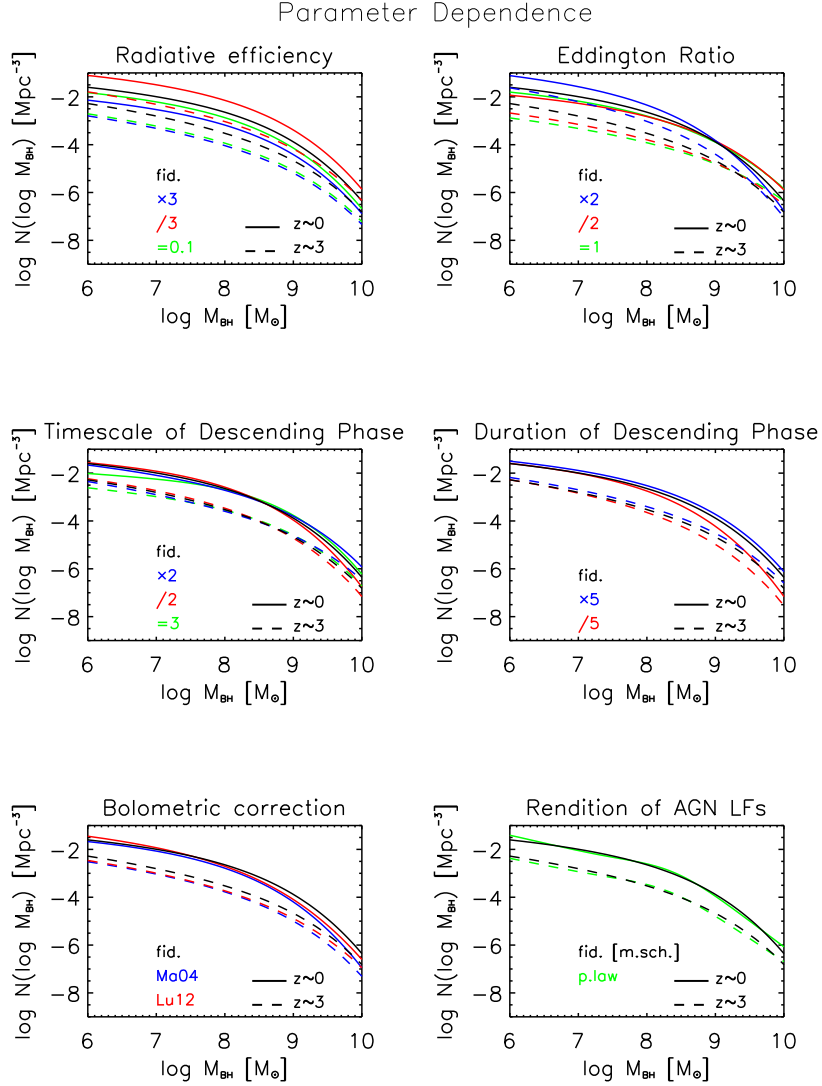 Parameter Dependence
Radiative efficiency
log N(log M_BH) [Mpc⁻³]
−2
−4
−6
−8
fid.
×3
/3
=0.1
z~0
z~3
6 7 8 9 10
log M_BH [M_⊙]
Eddington Ratio
log N(log M_BH) [Mpc⁻³]
−2
−4
−6
−8
fid.
×2
/2
=1
z~0
z~3
6 7 8 9 10
log M_BH [M_⊙]
Timescale of Descending Phase
log N(log M_BH) [Mpc⁻³]
−2
−4
−6
−8
fid.
×2
/2
=3
z~0
z~3
6 7 8 9 10
log M_BH [M_⊙]
Duration of Descending Phase
log N(log M_BH) [Mpc⁻³]
−2
−4
−6
−8
fid.
×5
/5
z~0
z~3
6 7 8 9 10
log M_BH [M_⊙]
Bolometric correction
log N(log M_BH) [Mpc⁻³]
−2
−4
−6
−8
fid.
Ma04
Lu12
z~0
z~3
6 7 8 9 10
log M_BH [M_⊙]
Rendition of AGN LFs
log N(log M_BH) [Mpc⁻³]
−2
−4
−6
−8
fid. [m.sch.]
p.law
z~0
z~3
6 7 8 9 10
log M_BH [M_⊙]